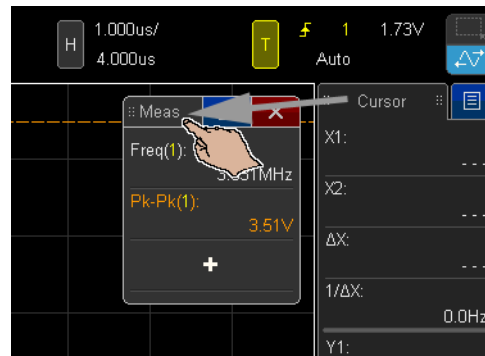 H 1.000us/ 4.000us
T 1 1.73V
Auto
Meas
Freq(1):
Pk-Pk(1):
3.51V
+
Cursor
X1:
---
X2:
---
ΔX:
---
1/ΔX:
0.0Hz
Y1: